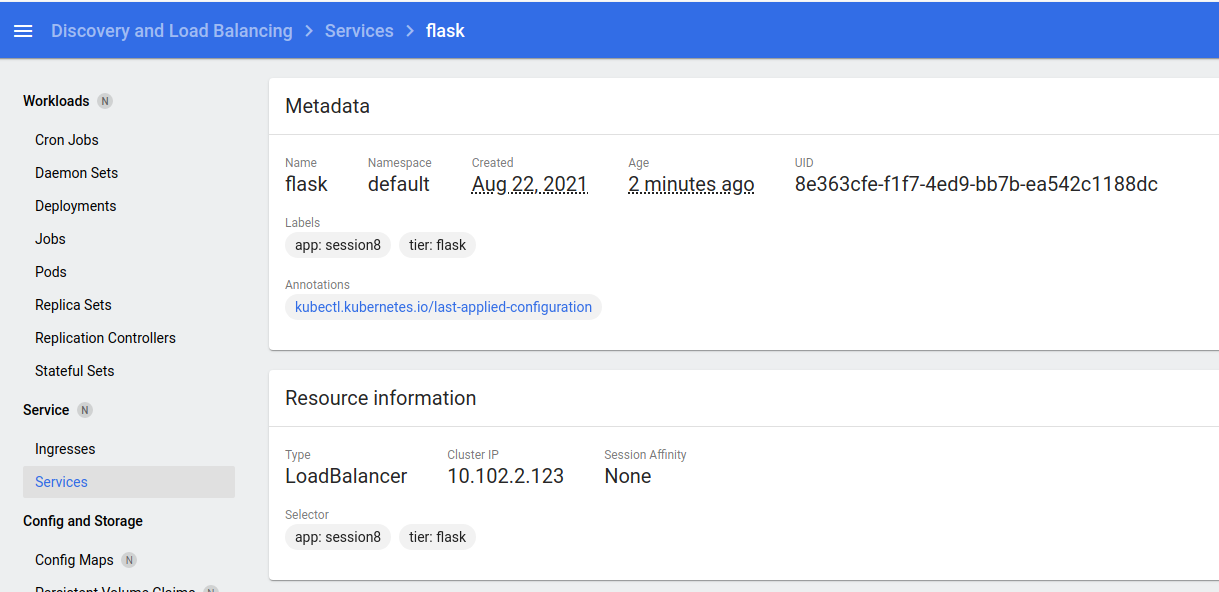 Discovery and Load Balancing > Services > flask
Workloads N
Cron Jobs
Daemon Sets
Deployments
Jobs
Pods
Replica Sets
Replication Controllers
Stateful Sets
Service N
Ingresses
Services
Config and Storage
Config Maps N
Persistent Volume Claims N
Metadata
Name Namespace Created Age UID
flask default Aug 22, 2021 2 minutes ago 8e363cfe-f1f7-4ed9-bb7b-ea542c1188dc
Labels
app: session8 tier: flask
Annotations
kubectl.kubernetes.io/last-applied-configuration
Resource information
Type Cluster IP Session Affinity
LoadBalancer 10.102.2.123 None
Selector
app: session8 tier: flask